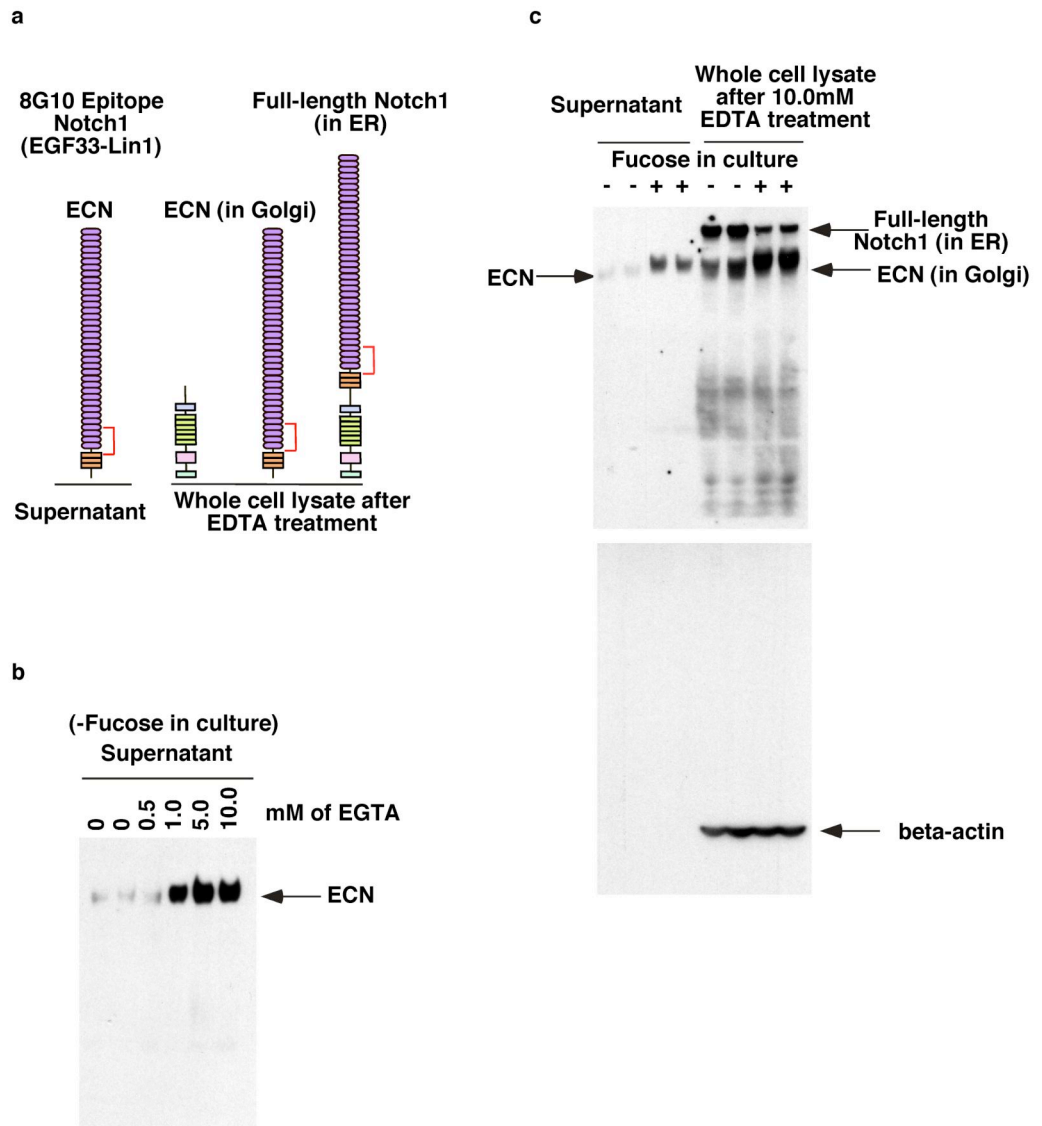 a
8G10 Epitope
Notch1
(EGF33-Lin1)
Full-length Notch1
(in ER)
ECN
ECN (in Golgi)
Supernatant
Whole cell lysate after
EDTA treatment
b
(-Fucose in culture)
Supernatant
0 0 0.5 1.0 5.0 10.0
mM of EGTA
ECN
c
Supernatant
Whole cell lysate
after 10.0mM
EDTA treatment
Fucose in culture
- - + + - - + +
Full-length
Notch1 (in ER)
ECN
ECN (in Golgi)
beta-actin